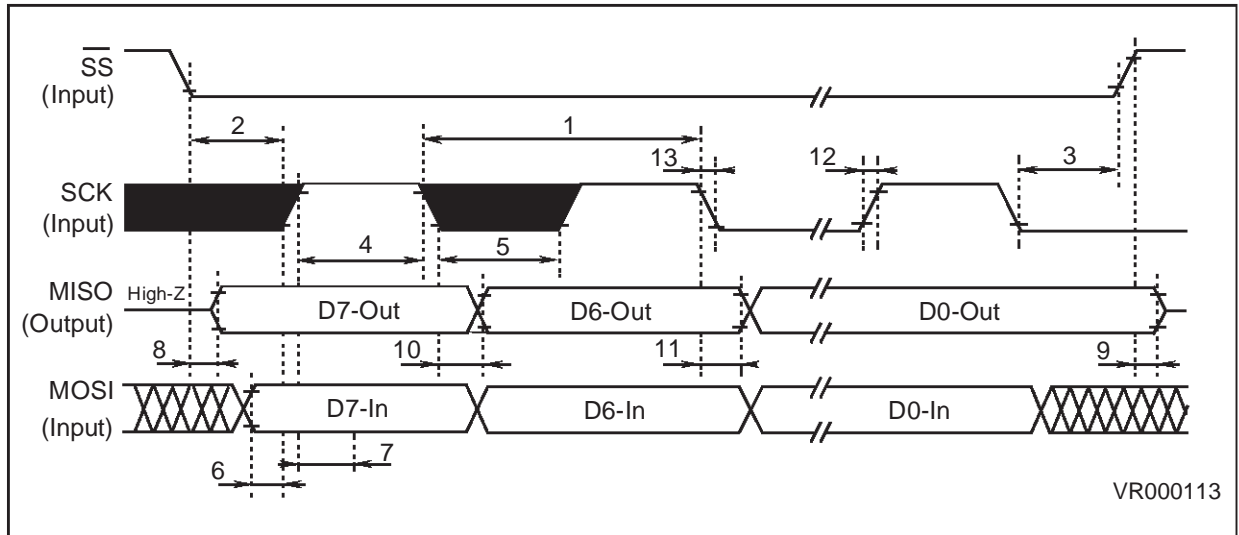 SS
(Input)
2
1
13
12
3
SCK
(Input)
4
5
MISO
(Output)
High-Z
D7-Out
D6-Out
D0-Out
8
10
11
9
MOSI
(Input)
D7-In
D6-In
D0-In
7
6
VR000113